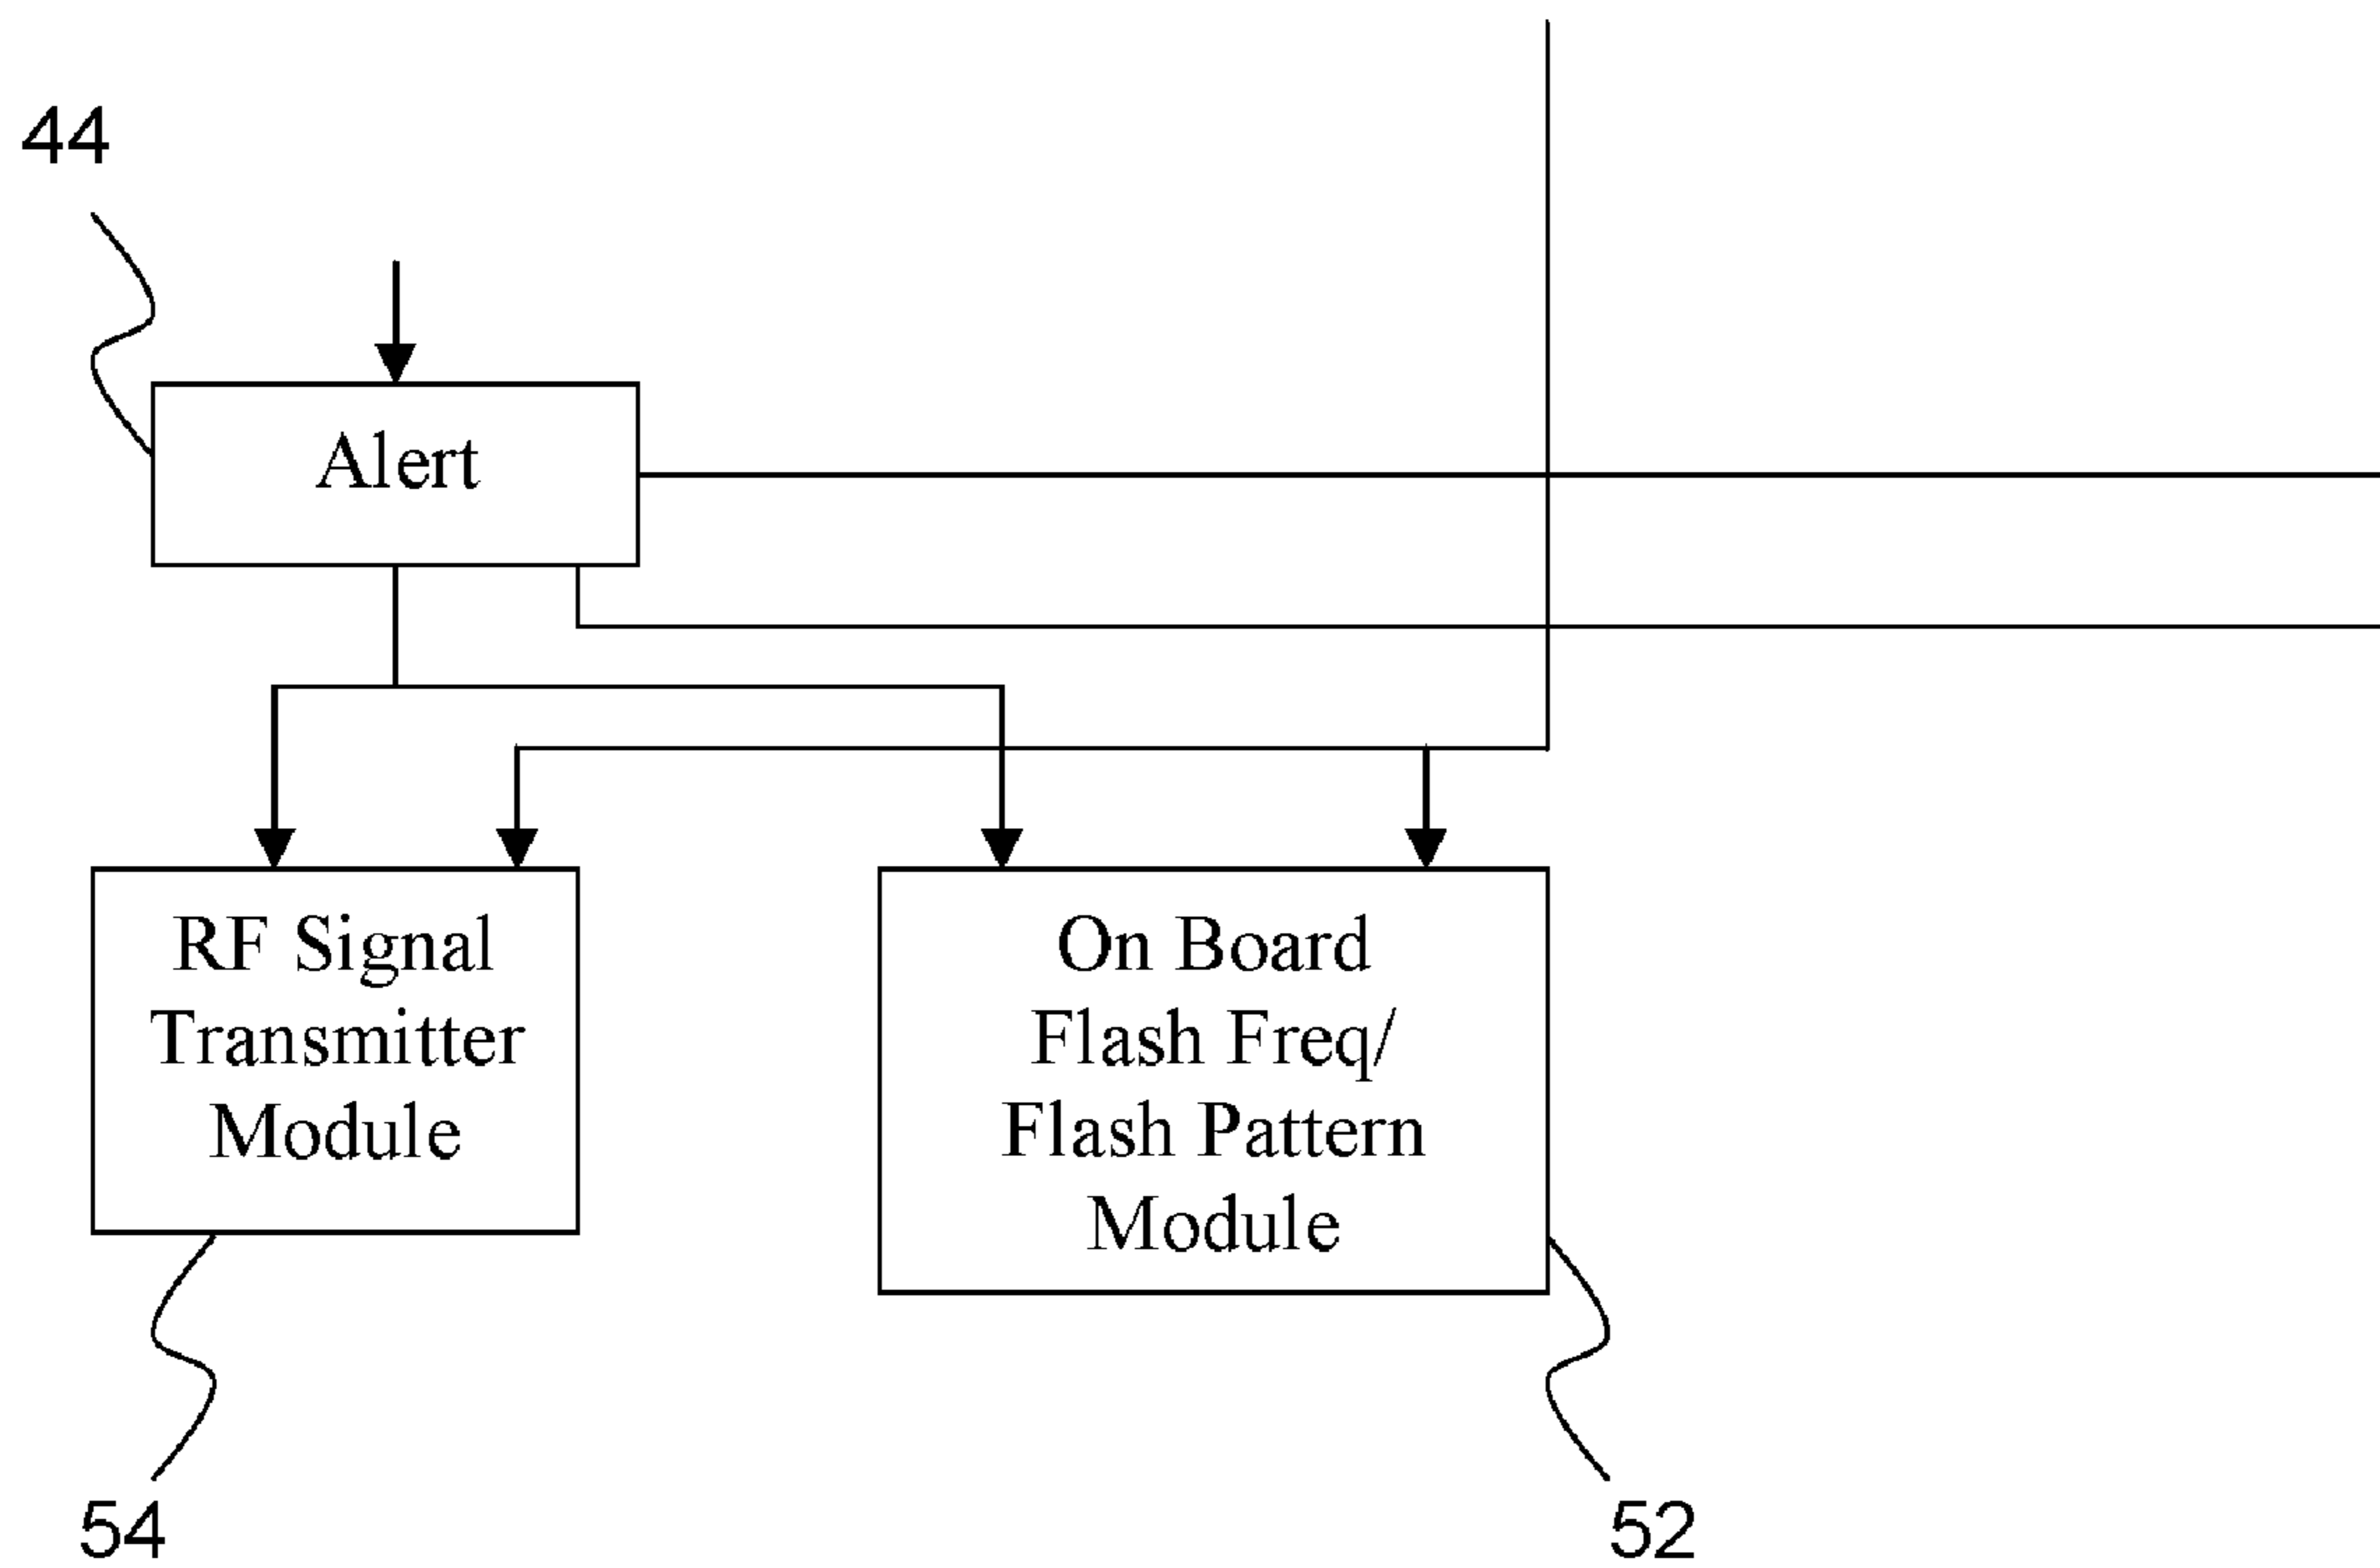 44
Alert
RF Signal
Transmitter
Module
On Board
Flash Freq/
Flash Pattern
Module
54
52